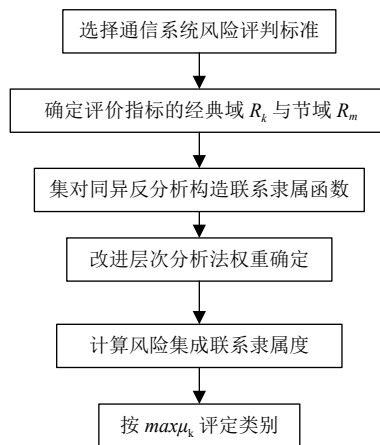 选择通信系统风险评判标准
确定评价指标的经典域 Rk 与节域 Rm
集对同异反分析构造联系隶属函数
改进层次分析法权重确定
计算风险集成联系隶属度
按 maxμk 评定类别